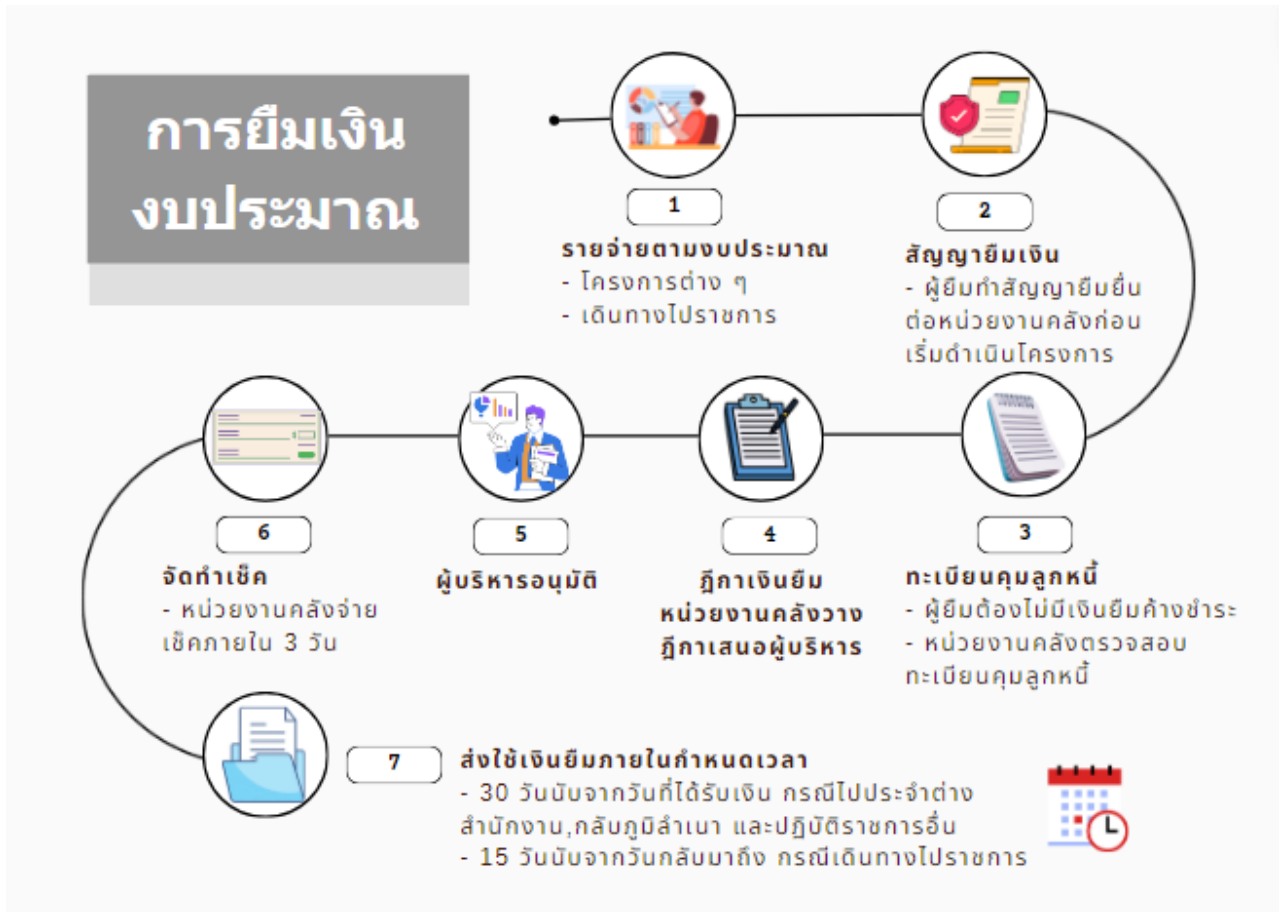 การยืมเงิน
งบประมาณ
1
รายจ่ายตามงบประมาณ
- โครงการต่าง ๆ
- เดินทางไปราชการ
2
สัญญายืมเงิน
- ผู้ยืมทำสัญญายืมยื่น
ต่อหน่วยงานคลังก่อน
เริ่มดำเนินโครงการ
3
ทะเบียนคุมลูกหนี้
- ผู้ยืมต้องไม่มีเงินยืมค้างชำระ
- หน่วยงานคลังตรวจสอบ
ทะเบียนคุมลูกหนี้
4
ฎีกาเงินยืม
หน่วยงานคลังวาง
ฎีกาเสนอผู้บริหาร
5
ผู้บริหารอนุมัติ
6
จัดทำเช็ค
- หน่วยงานคลังจ่าย
เช็คภายใน 3 วัน
7
ส่งใช้เงินยืมภายในกำหนดเวลา
- 30 วันนับจากวันที่ได้รับเงิน กรณีไปประจำต่าง
สำนักงาน,กลับภูมิลำเนา และปฏิบัติราชการอื่น
- 15 วันนับจากวันกลับมาถึง กรณีเดินทางไปราชการ